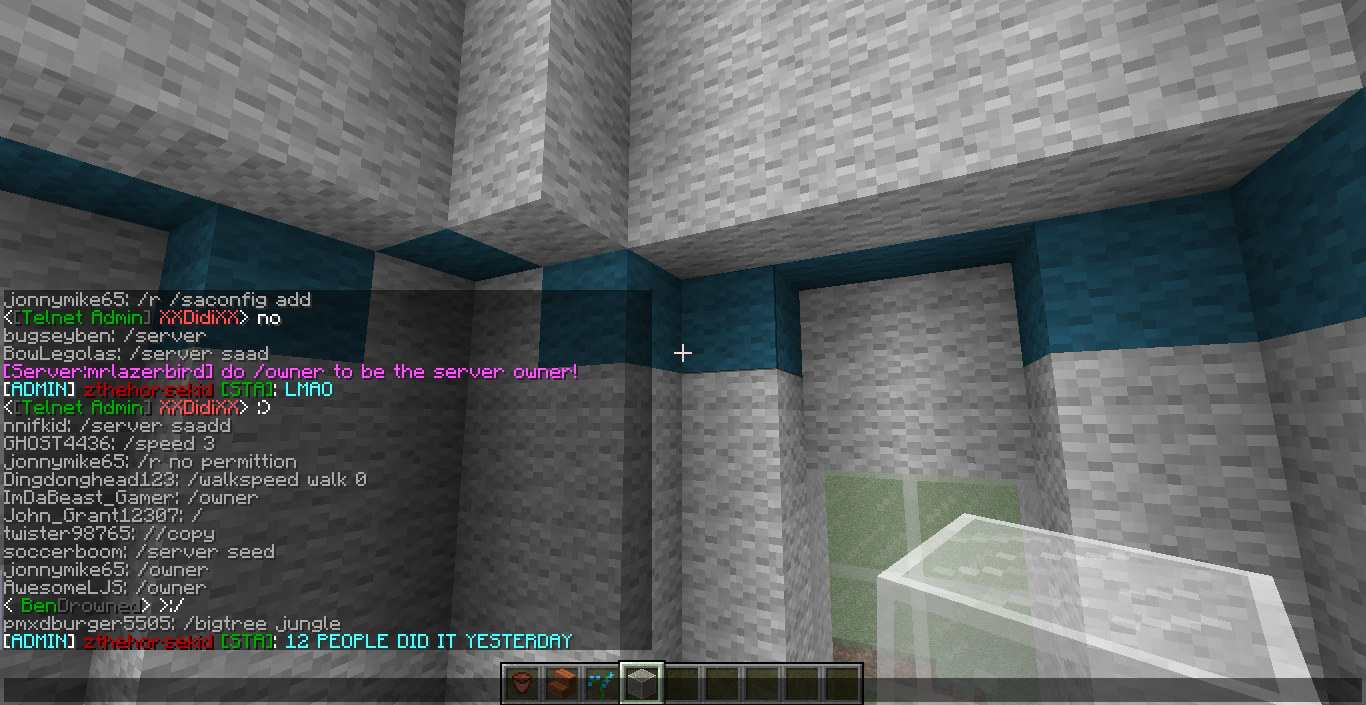 jonnymike65: /r /saconfig add
<[Telnet Admin] XXDidiXX> no
bugseyben: /server
BowLegolas: /server saad
[Server:mrlazerbird] do /owner to be the server owner!
[ADMIN] zthehorsekid [STA]: LMAO
<[Telnet Admin] XXDidiXX> :)
nnifkid: /server saadd
GHOST4436: /speed 3
jonnymike65: /r no permittion
Dingdonghead123: /walkspeed walk 0
ImDaBeast_Gamer: /owner
John_Grant12307: /
twister98765: //copy
soccerboom: /server seed
jonnymike65: /owner
AwesomeLJS: /owner
< BenDrowned> >:/
pmxdburger5505: /bigtree jungle
[ADMIN] zthehorsekid [STA]: 12 PEOPLE DID IT YESTERDAY